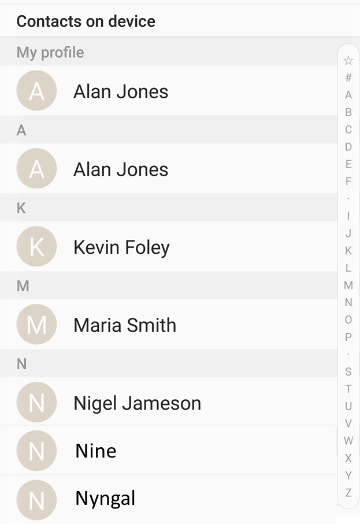 Contacts on device
My profile
A Alan Jones
A
A Alan Jones
K
K Kevin Foley
M
M Maria Smith
N
N Nigel Jameson
N Nine
N Nyngal
☆
#
A
B
C
D
E
F
·
I
J
K
L
M
N
O
P
·
S
T
U
V
W
X
Y
Z